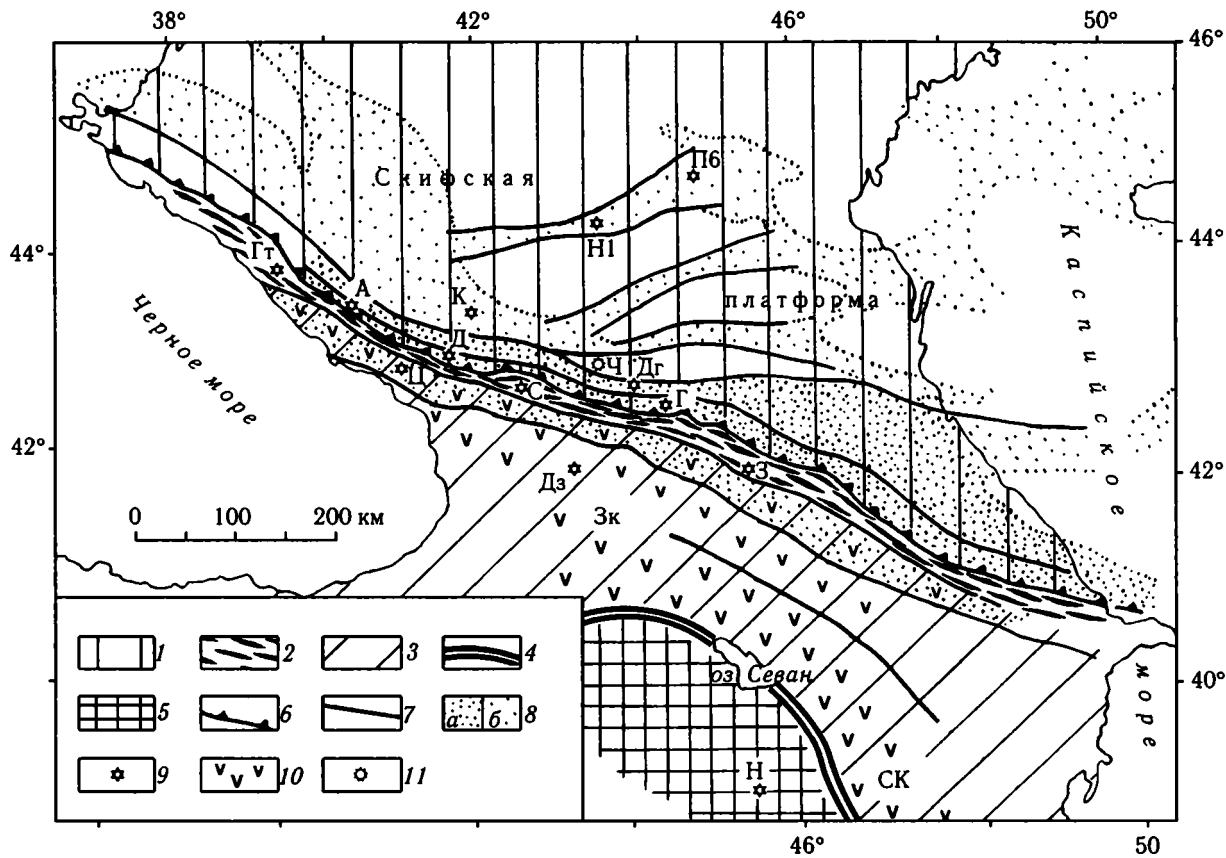 38° 42° 46° 50°
46°
46°
Скифская
П6
Н1
44°
44°
Гт
А
К
платформа
Каспийское
Черное море
Д
Ч
Дг
П
С
Г
42°
42°
З
Дз
0 100 200 км
Зк
1 2 3 4
оз. Севан
море
40°
5 6 7 а б 8
Н
СК
9 10 11
42° 46° 50